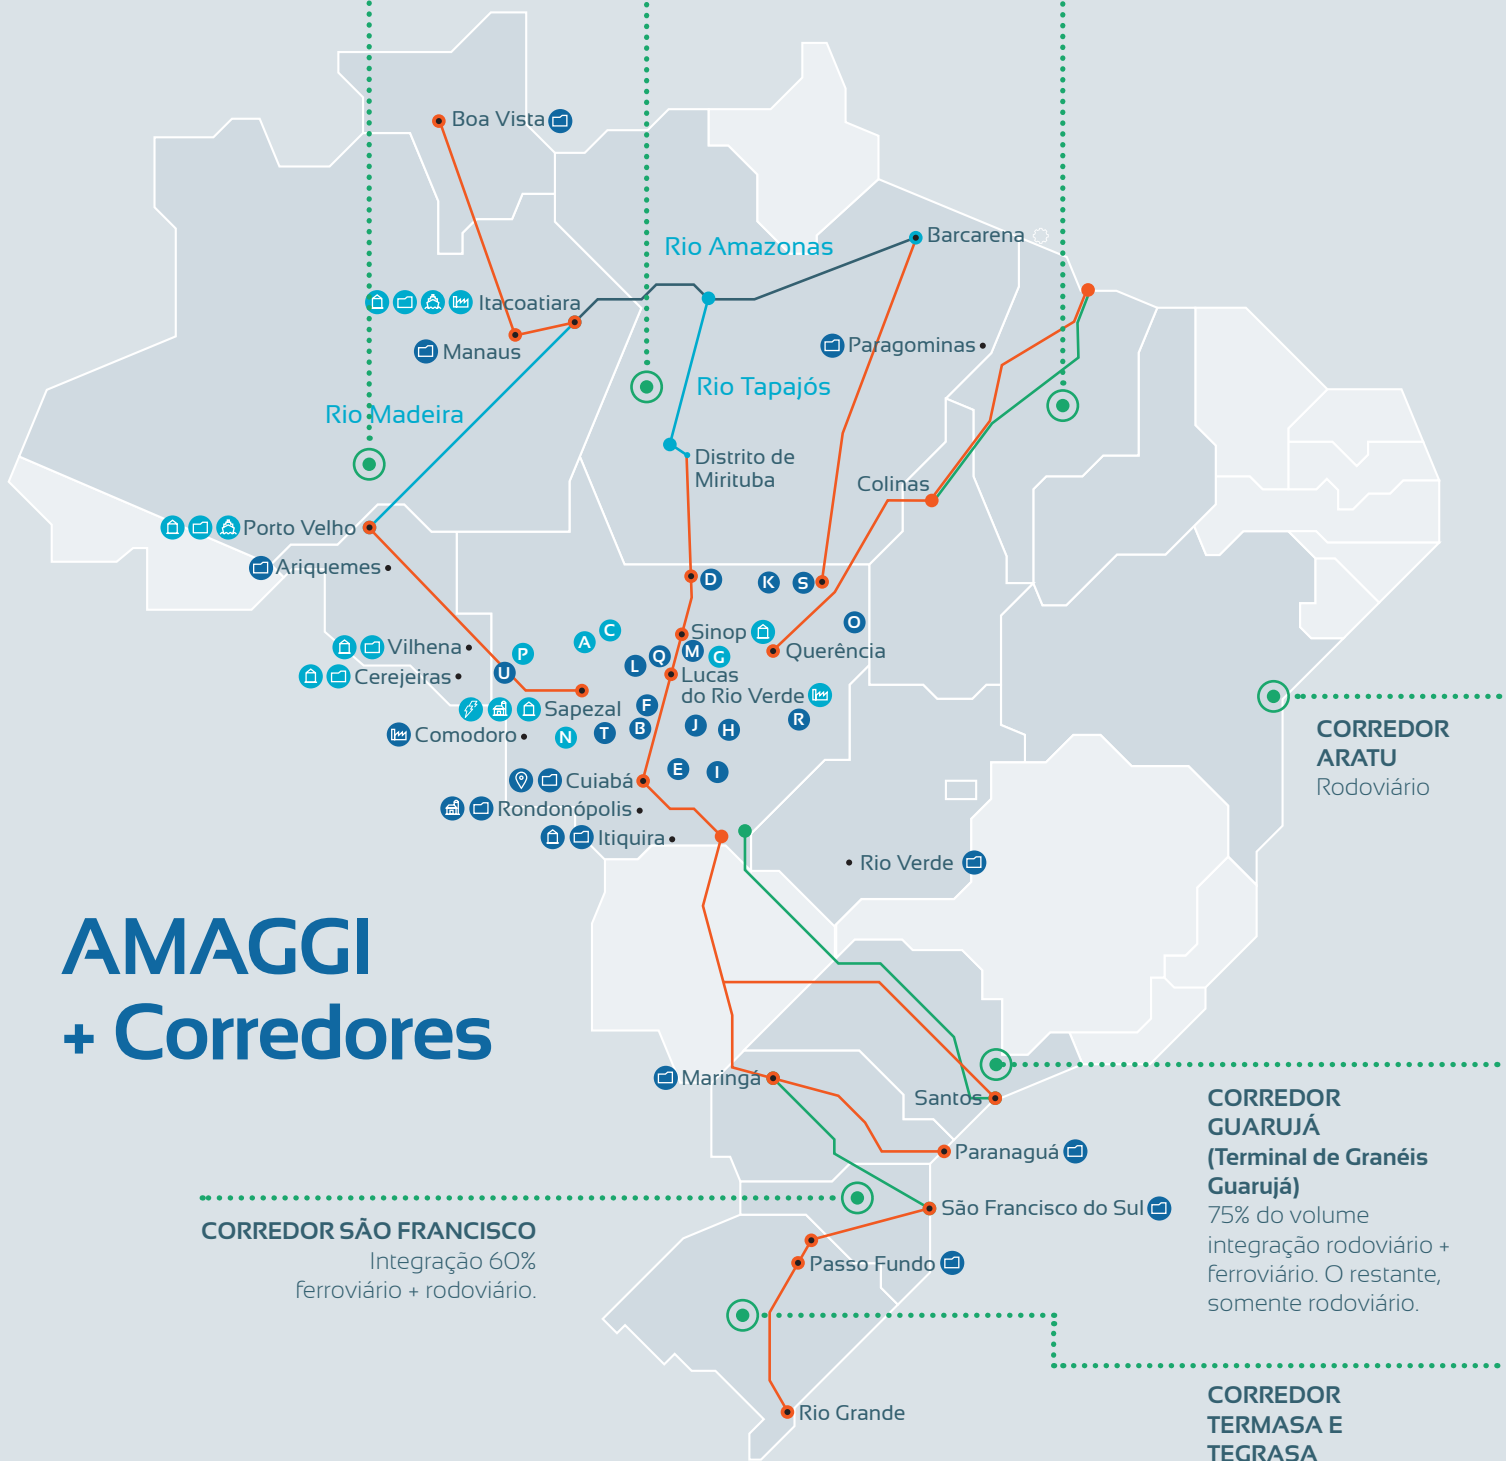 Boa Vista
Rio Amazonas
Barcarena
Itacoatiara
Manaus
Paragominas
Rio Tapajós
Rio Madeira
Distrito de
Mirituba
Colinas
Porto Velho
Ariquemes
D
K
S
O
C
A
Sinop
Vilhena
P
L
Q
M
G
Querência
U
Cerejeiras
Lucas
do Rio Verde
Sapezal
F
Comodoro
N
T
B
J
H
R
CORREDOR
ARATU
Rodoviário
Cuiabá
E
I
Rondonópolis
Itiquira
Rio Verde
AMAGGI
+ Corredores
Maringá
Santos
Paranaguá
CORREDOR
GUARUJÁ
(Terminal de Granéis
Guarujá)
75% do volume
integração rodoviário +
ferroviário. O restante,
somente rodoviário.
São Francisco do Sul
CORREDOR SÃO FRANCISCO
Integração 60%
ferroviário + rodoviário.
Passo Fundo
Rio Grande
CORREDOR
TERMASA E
TEGRASA